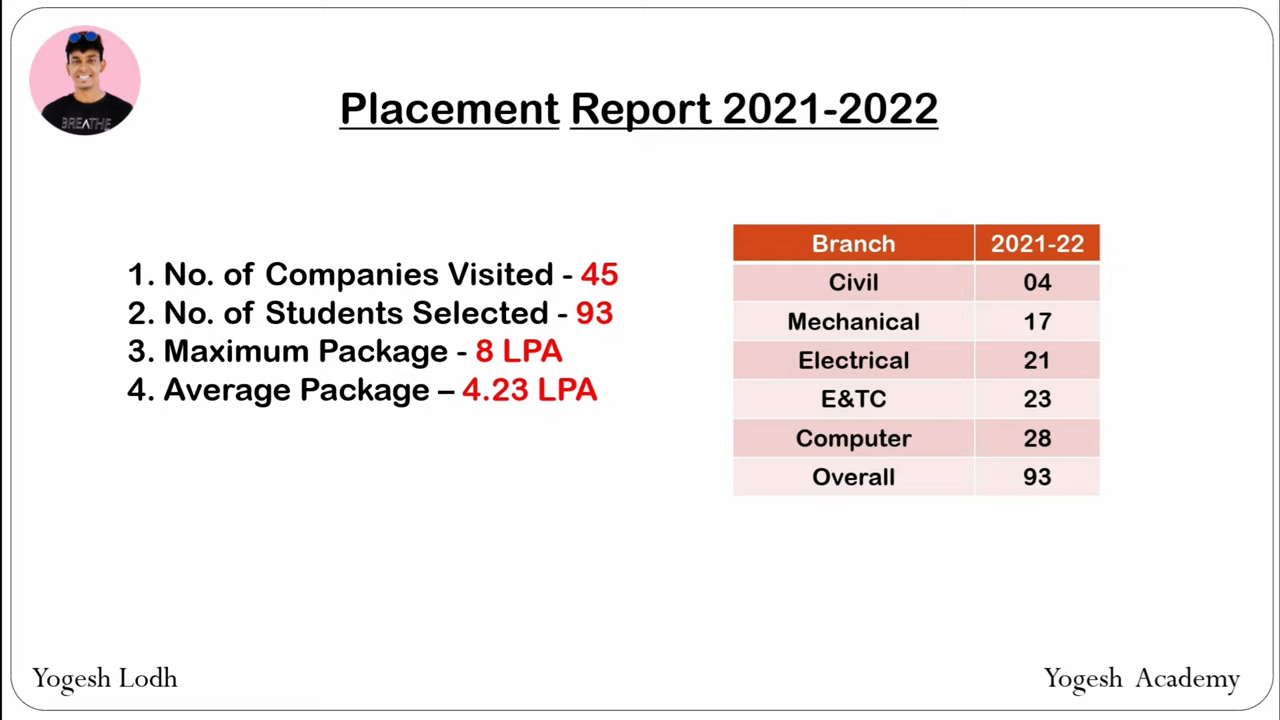 BREATHE
Placement Report 2021-2022
1. No. of Companies Visited - 45
2. No. of Students Selected - 93
3. Maximum Package - 8 LPA
4. Average Package – 4.23 LPA
Branch 2021-22
Civil 04
Mechanical 17
Electrical 21
E&TC 23
Computer 28
Overall 93
Yogesh Lodh
Yogesh Academy